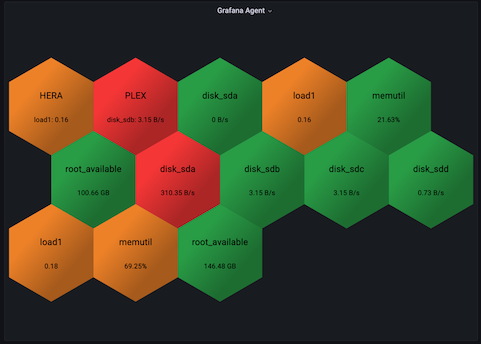 Grafana Agent
HERA
load1: 0.16
PLEX
disk_sdb: 3.15 B/s
disk_sda
0 B/s
load1
0.16
memutil
21.63%
root_available
100.66 GB
disk_sda
310.35 B/s
disk_sdb
3.15 B/s
disk_sdc
3.15 B/s
disk_sdd
0.73 B/s
load1
0.18
memutil
69.25%
root_available
146.48 GB